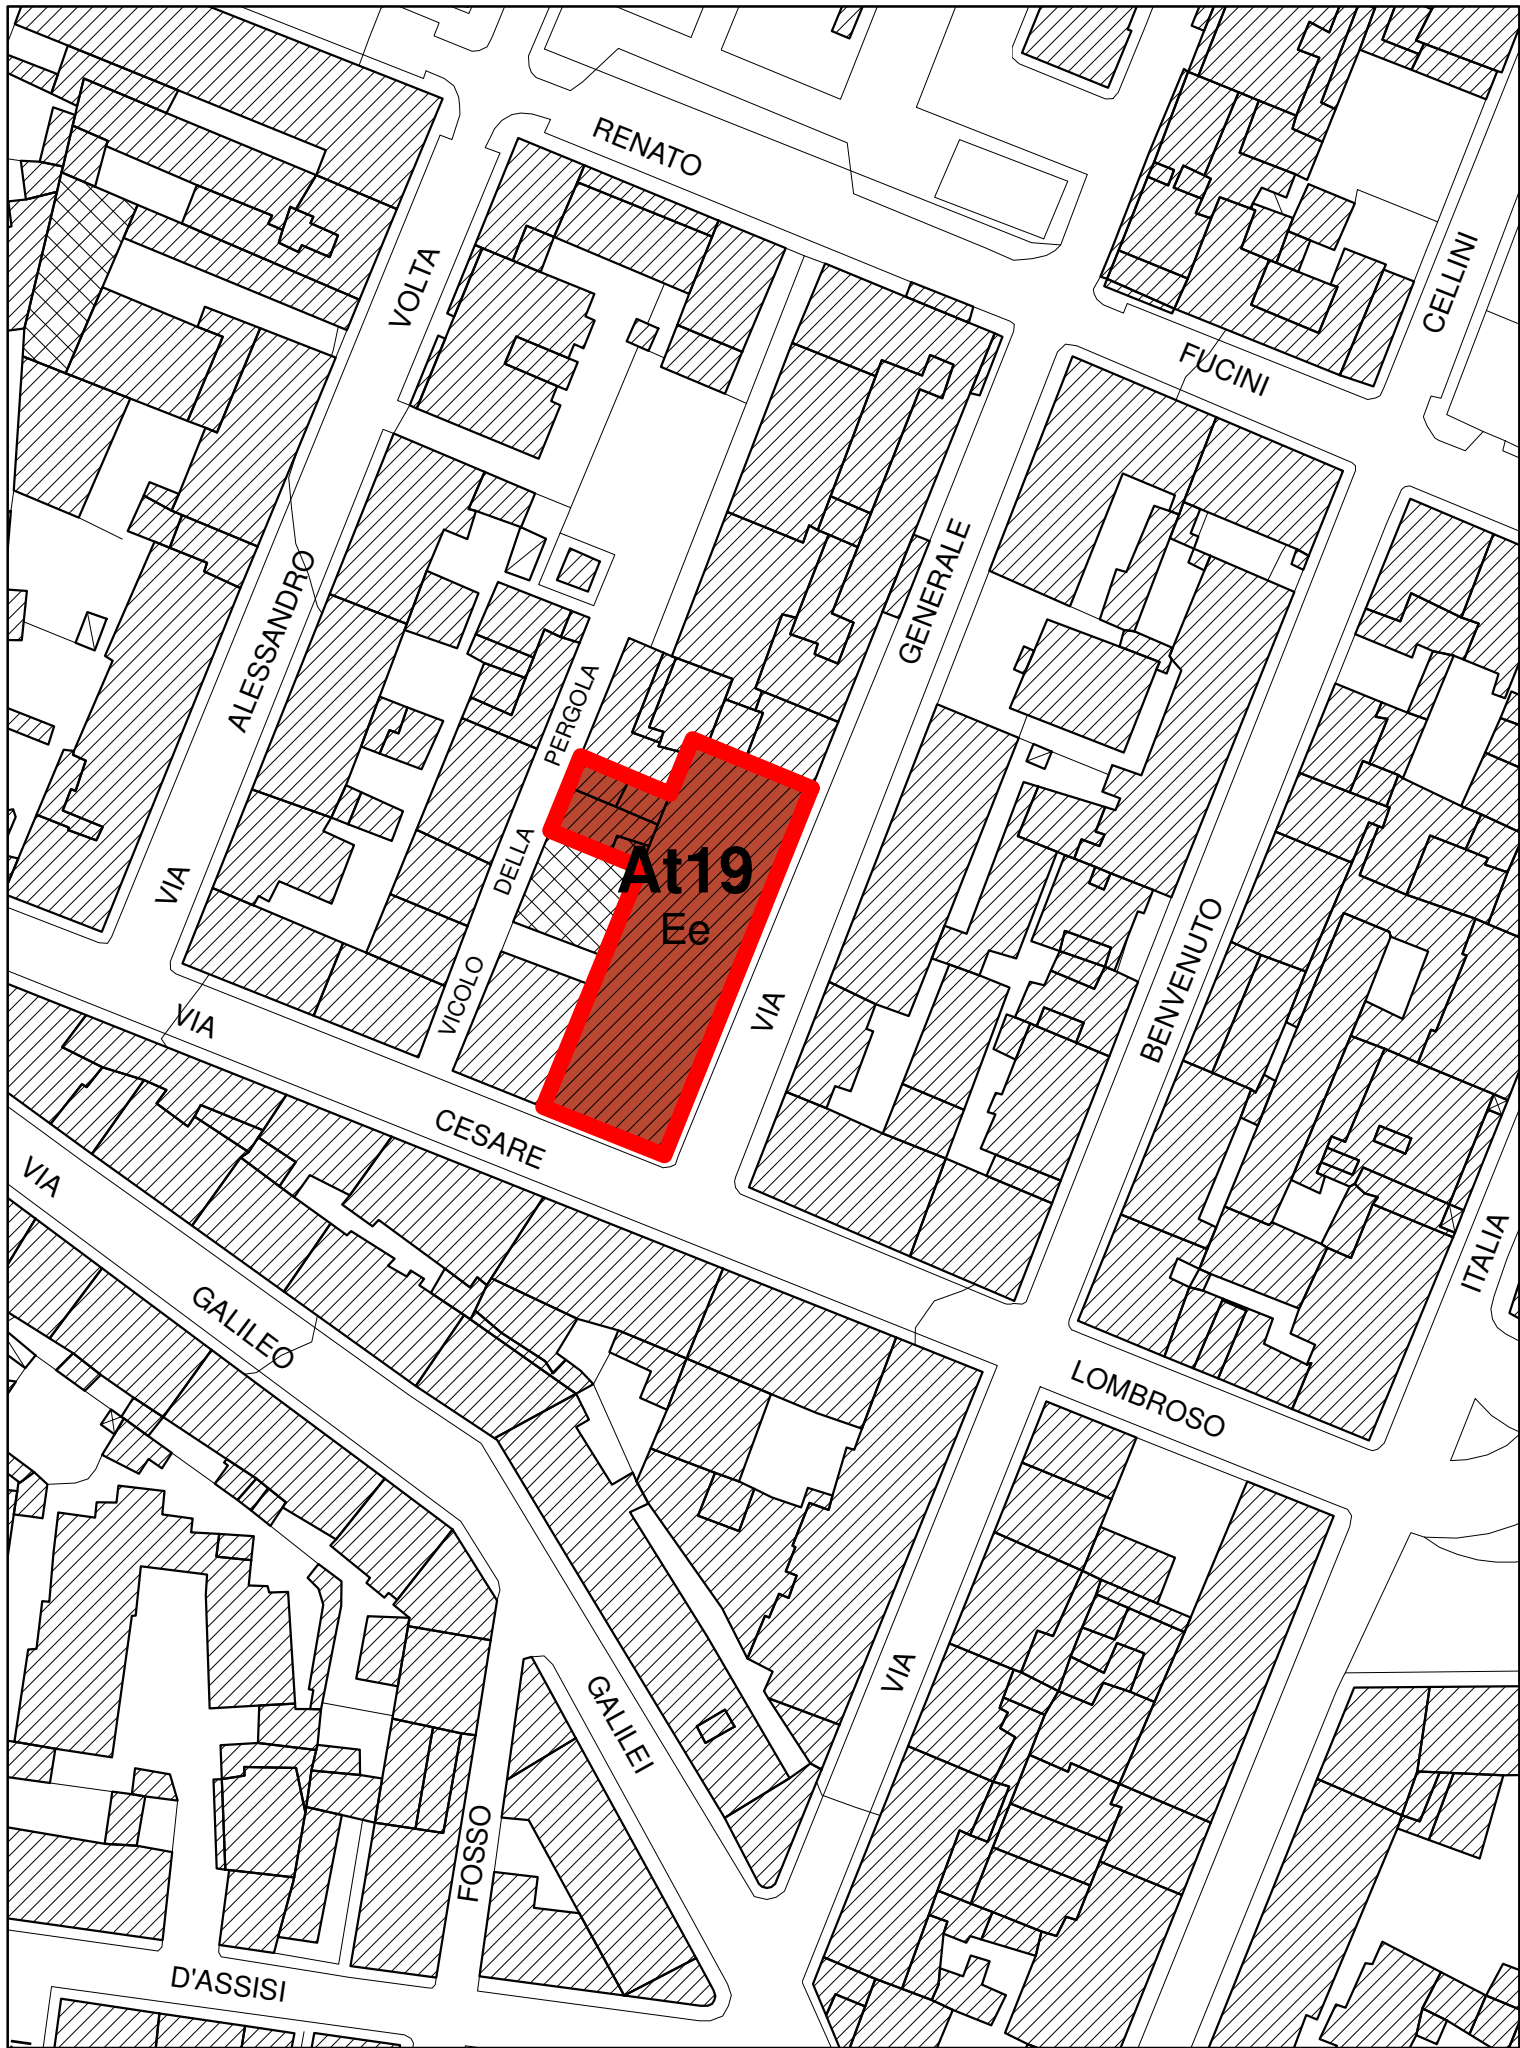 RENATO
FUCINI
CELLINI
VOLTA
ALESSANDRO
VIA
GENERALE
VIA
PERGOLA
DELLA
VICOLO
At19
Ee
BENVENUTO
VIA
CESARE
LOMBROSO
ITALIA
VIA
GALILEO
GALILEI
VIA
FOSSO
D'ASSISI